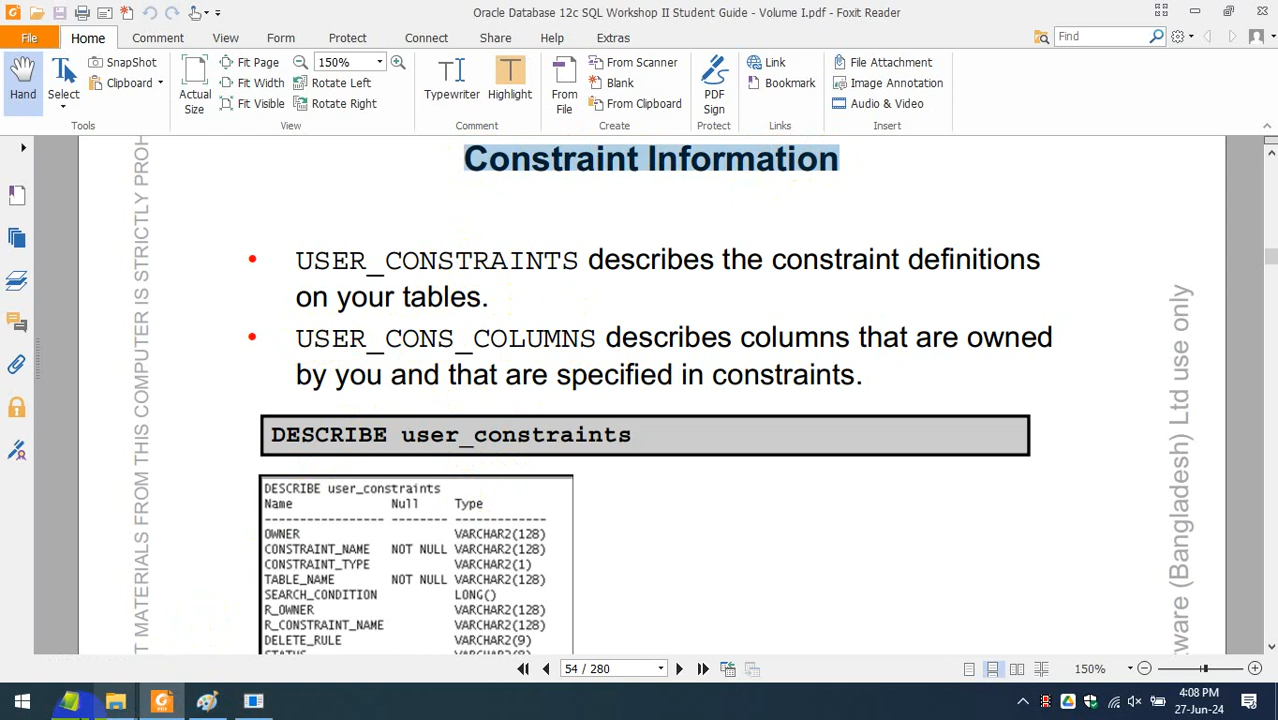 Oracle Database 12c SQL Workshop II Student Guide - Volume I.pdf - Foxit Reader
File Home Comment View Form Protect Connect Share Help Extras Find
Hand
Select
SnapShot
Clipboard
Tools
Actual Size
Fit Page
Fit Width
Fit Visible
150%
Rotate Left
Rotate Right
View
Typewriter
Highlight
Comment
From File
From Scanner
Blank
From Clipboard
Create
PDF Sign
Protect
Link
Bookmark
Links
File Attachment
Image Annotation
Audio & Video
Insert
Constraint Information
• USER_CONSTRAINTS describes the constraint definitions
on your tables.
• USER_CONS_COLUMNS describes columns that are owned
by you and that are specified in constraints.
DESCRIBE user_constraints
DESCRIBE user_constraints
Name Null Type
------------------ -------- -------------
OWNER VARCHAR2(128)
CONSTRAINT_NAME NOT NULL VARCHAR2(128)
CONSTRAINT_TYPE VARCHAR2(1)
TABLE_NAME NOT NULL VARCHAR2(128)
SEARCH_CONDITION LONG()
R_OWNER VARCHAR2(128)
R_CONSTRAINT_NAME VARCHAR2(128)
DELETE_RULE VARCHAR2(9)
MATERIALS FROM THIS COMPUTER IS STRICTLY
(Bangladesh) Ltd use only
54 / 280
150%
4:08 PM
27-Jun-24